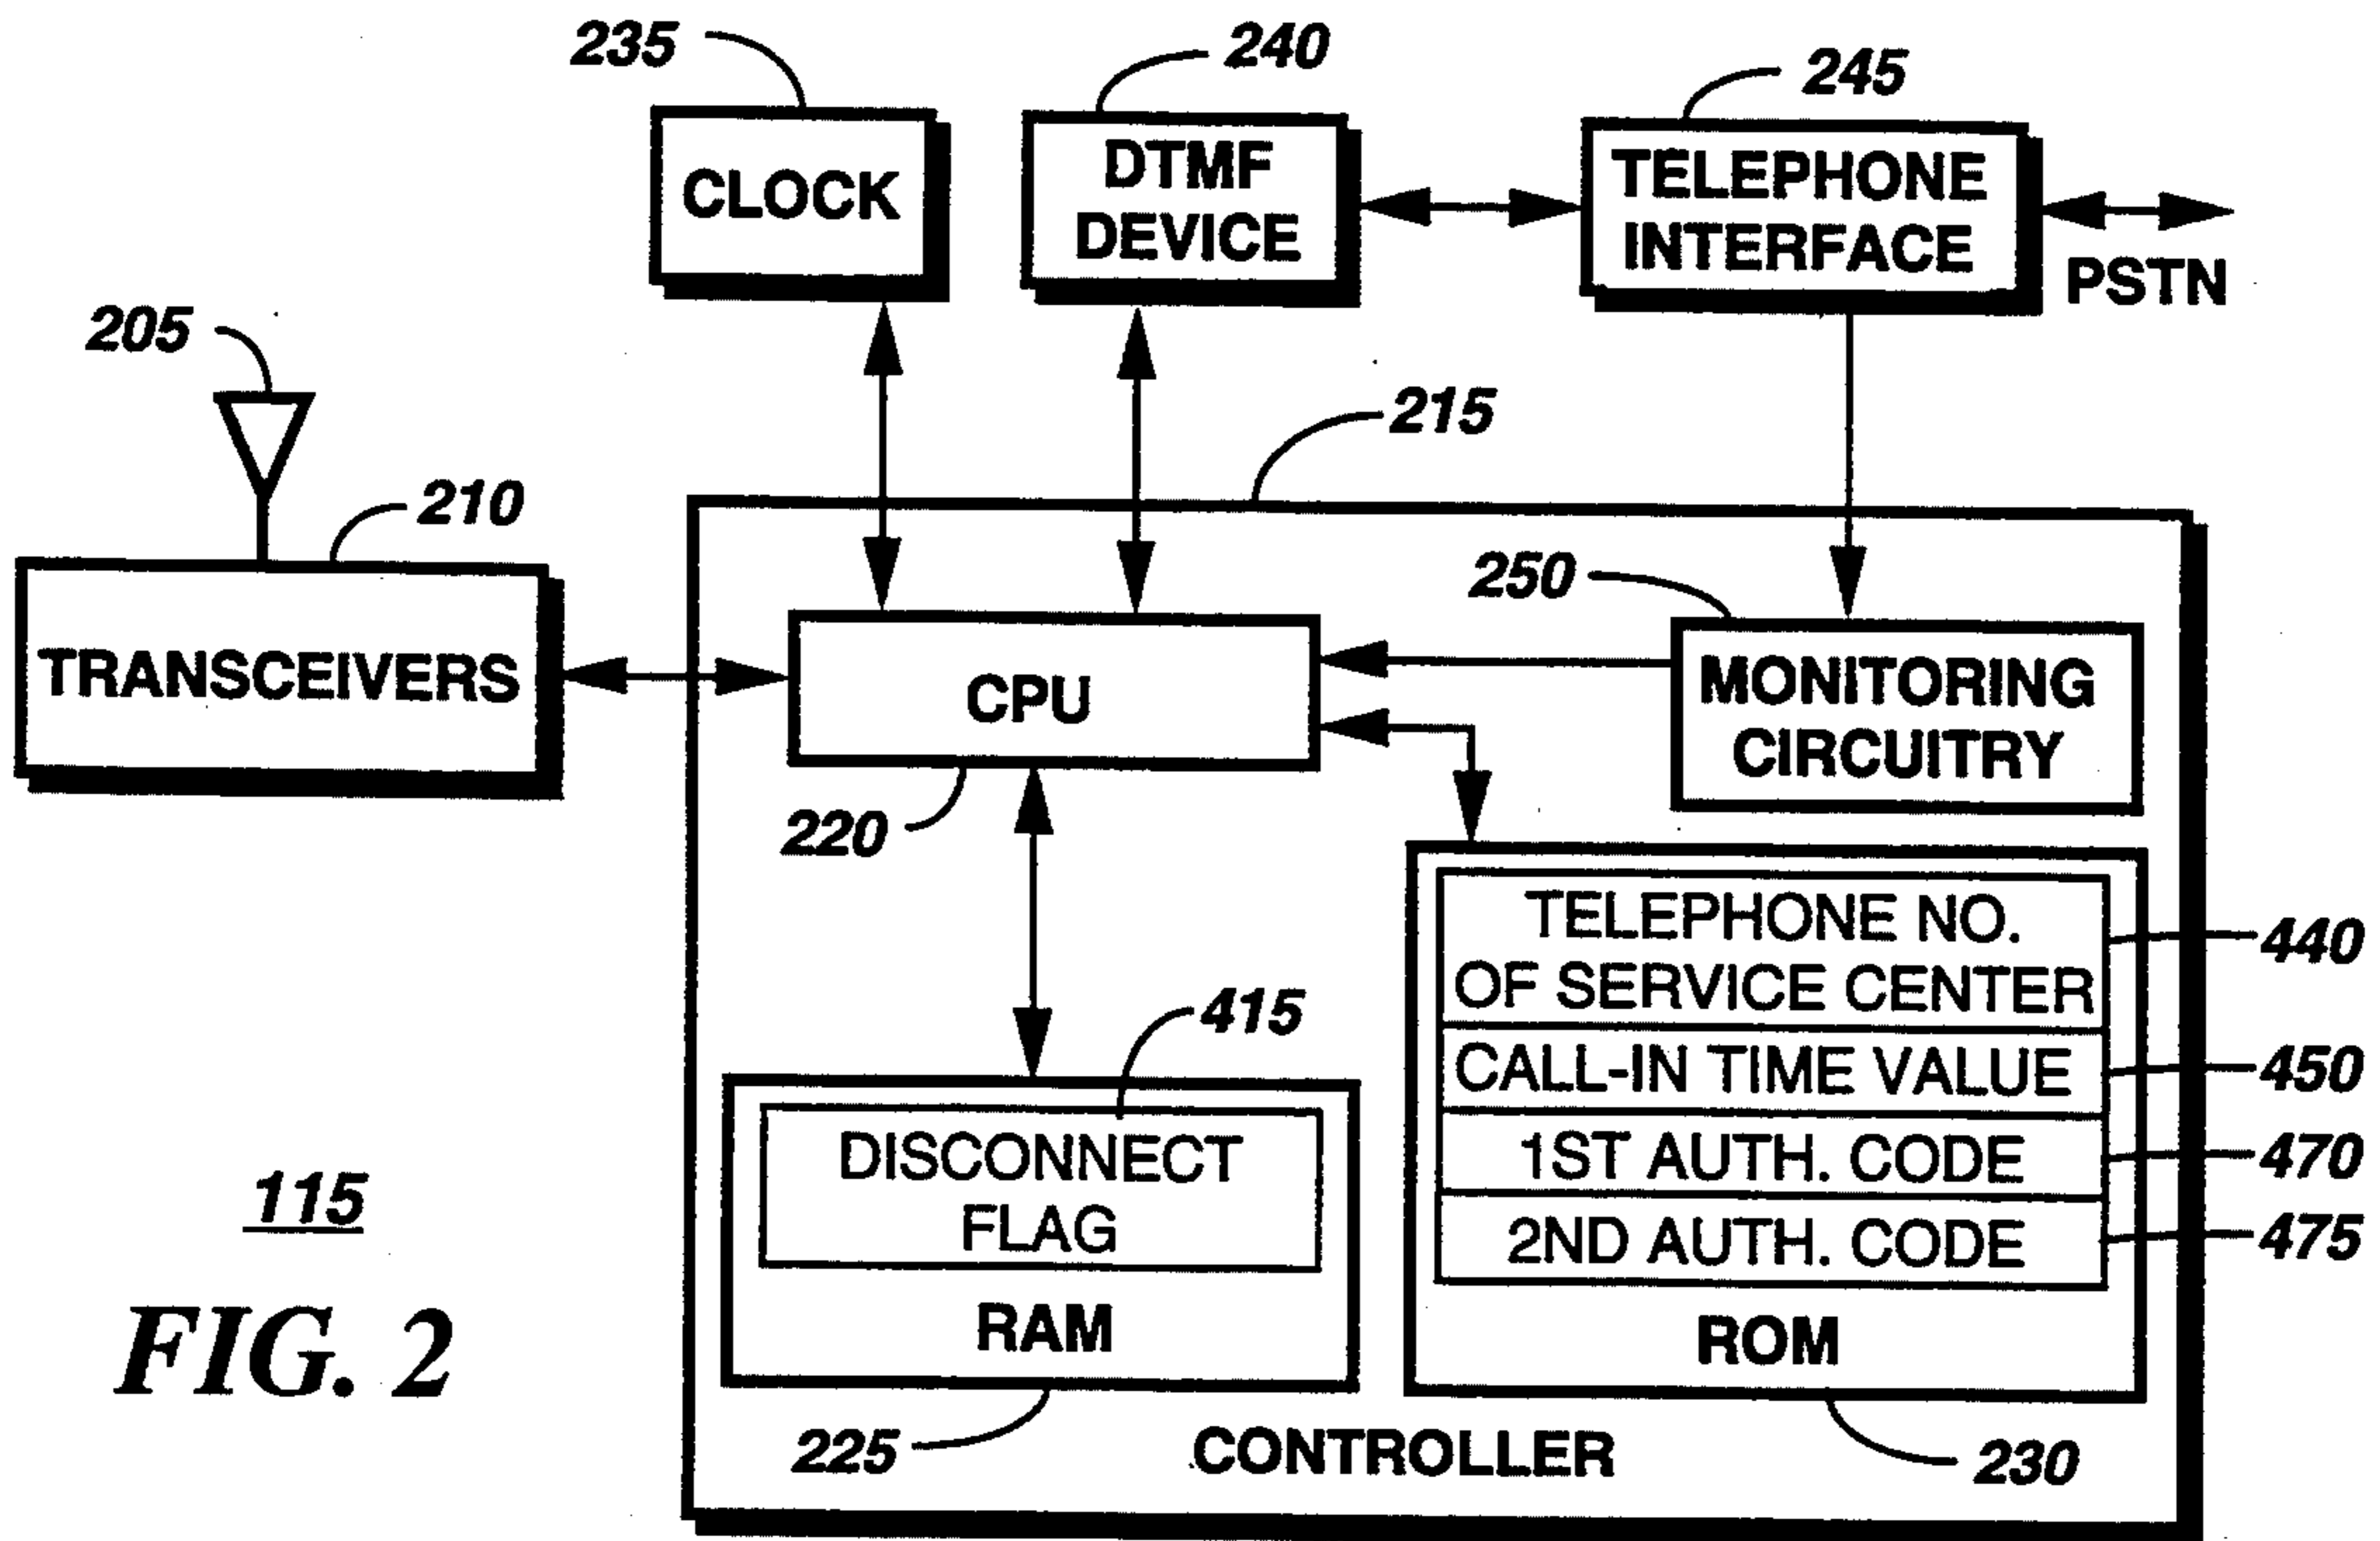 235
240
245
CLOCK
DTMF
DEVICE
TELEPHONE
INTERFACE
PSTN
205
215
210
250
TRANSCEIVERS
CPU
MONITORING
CIRCUITRY
220
TELEPHONE NO.
OF SERVICE CENTER
440
415
CALL-IN TIME VALUE
450
DISCONNECT
FLAG
1ST AUTH. CODE
470
115
2ND AUTH. CODE
475
RAM
ROM
FIG. 2
225
CONTROLLER
230